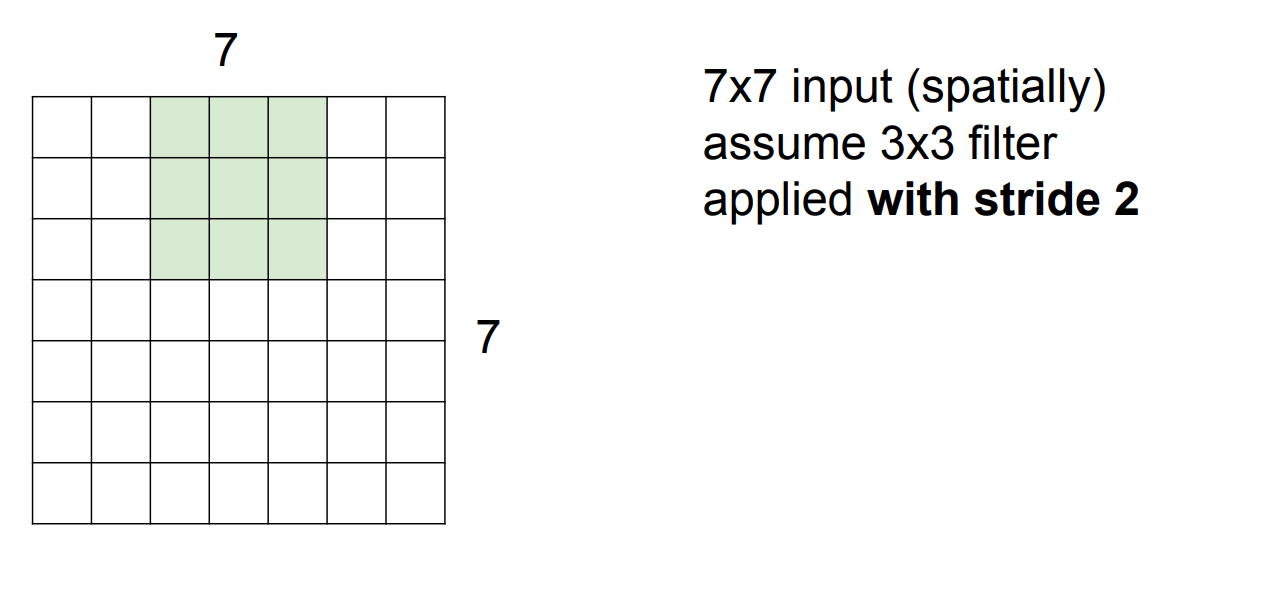 7
7x7 input (spatially)
assume 3x3 filter
applied with stride 2
7